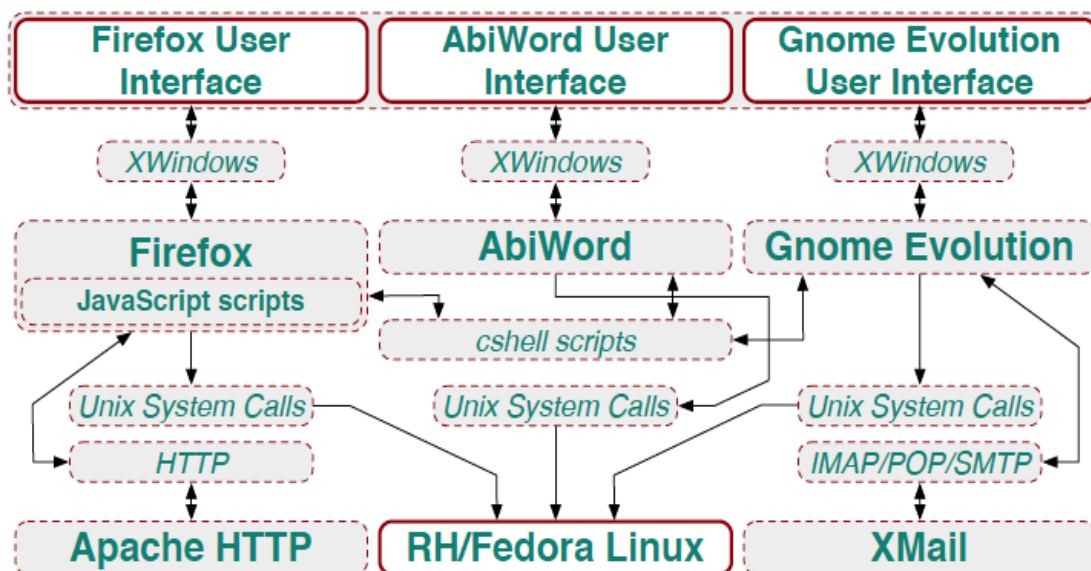 Firefox User
Interface
AbiWord User
Interface
Gnome Evolution
User Interface
XWindows
XWindows
XWindows
Firefox
JavaScript scripts
AbiWord
Gnome Evolution
cshell scripts
Unix System Calls
Unix System Calls
Unix System Calls
HTTP
IMAP/POP/SMTP
Apache HTTP
RH/Fedora Linux
XMail